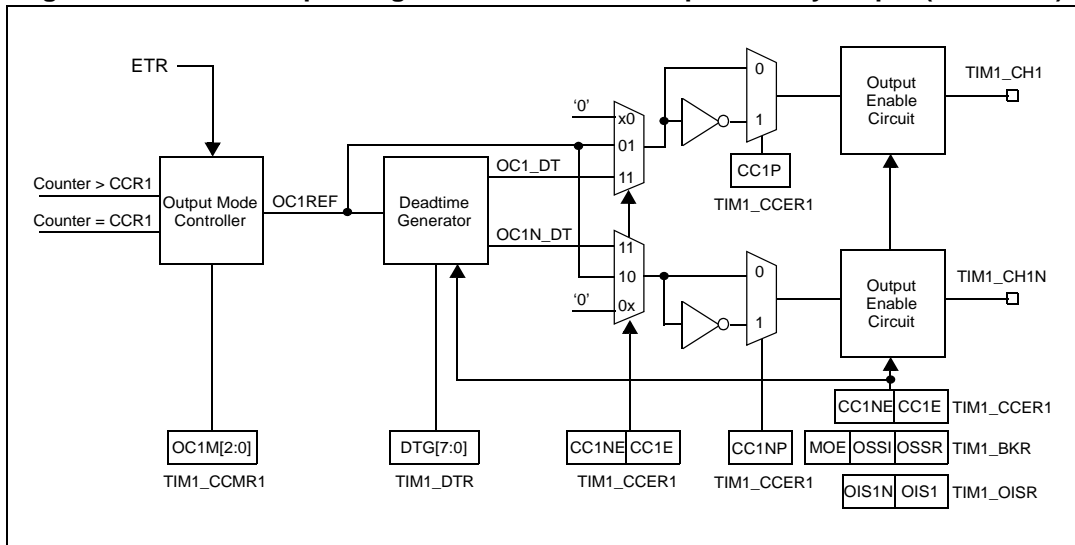 ETR
Counter > CCR1
Counter = CCR1
Output Mode
Controller
OC1REF
Deadtime
Generator
OC1_DT
OC1N_DT
'0'
x0
01
11
11
10
0x
'0'
0
1
CC1P
TIM1_CCER1
0
1
Output
Enable
Circuit
TIM1_CH1
Output
Enable
Circuit
TIM1_CH1N
OC1M[2:0]
TIM1_CCMR1
DTG[7:0]
TIM1_DTR
CC1NE CC1E
TIM1_CCER1
CC1NP
TIM1_CCER1
CC1NE CC1E TIM1_CCER1
MOE OSSI OSSR TIM1_BKR
OIS1N OIS1 TIM1_OISR